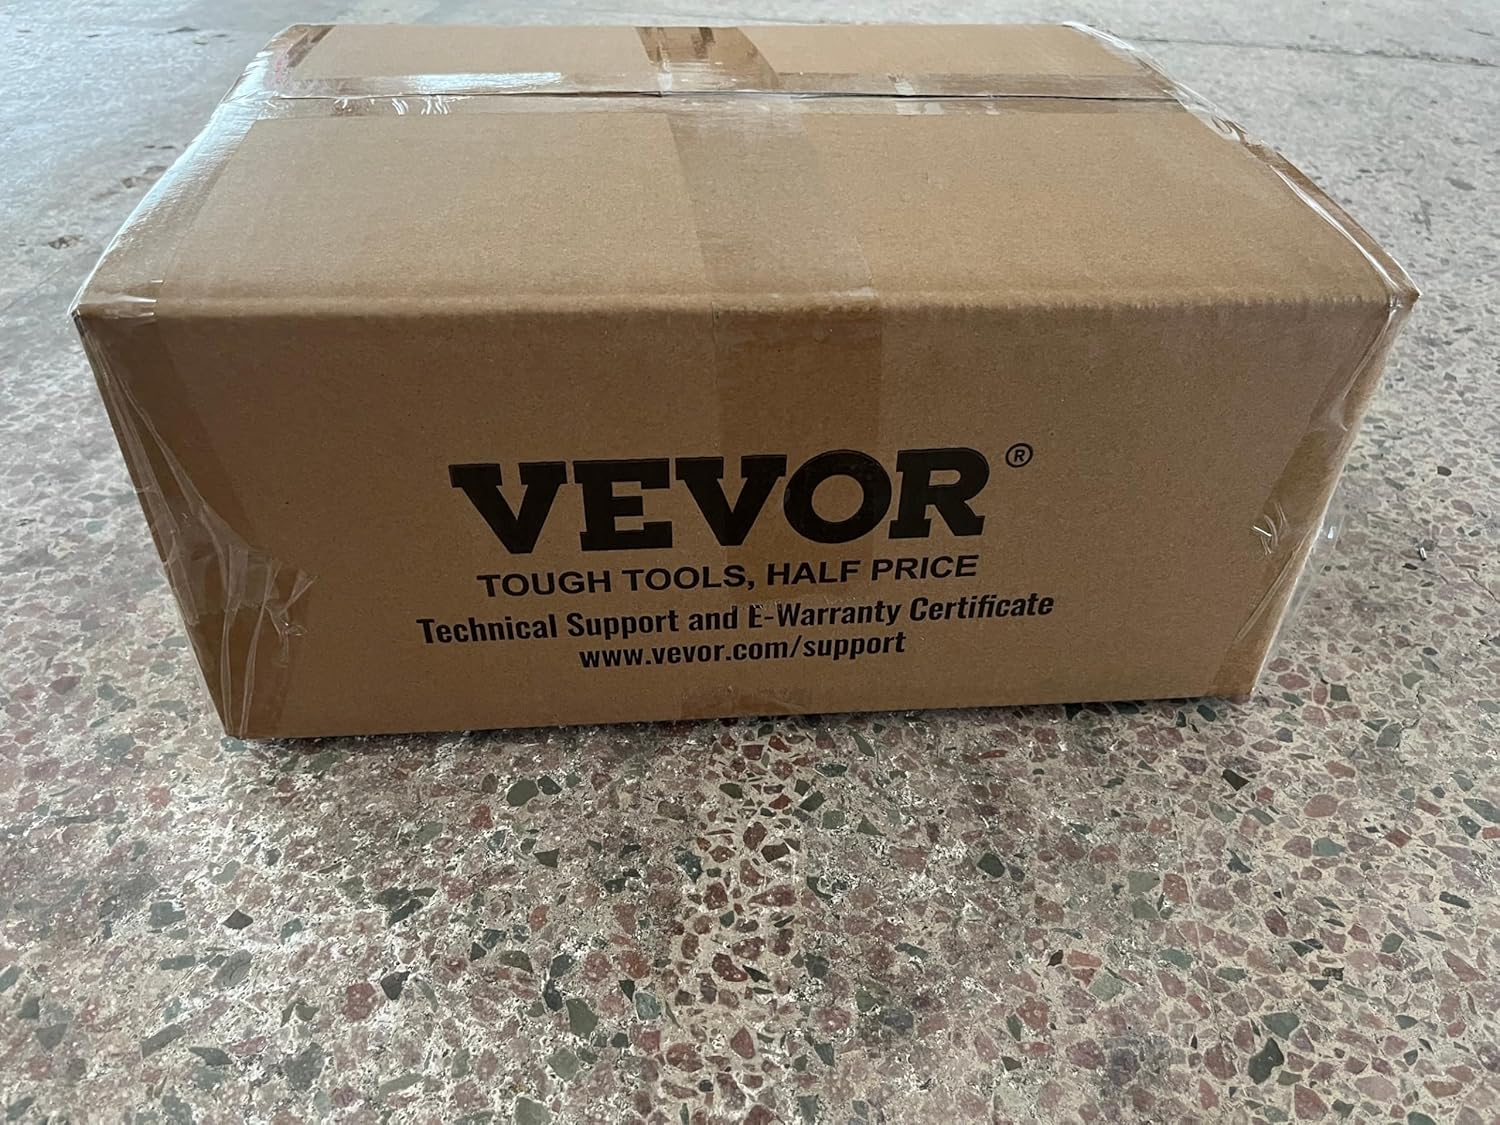 VEVOR®
TOUGH TOOLS, HALF PRICE
Technical Support and E-Warranty Certificate
www.vevor.com/support